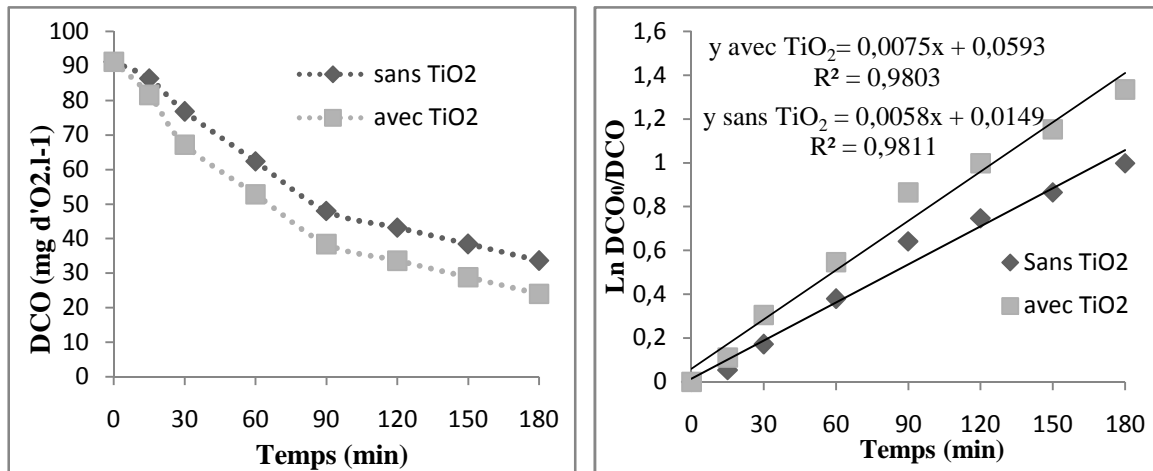 100
90
80
70
60
50
40
30
20
10
0
DCO (mg d'O2.l-1)
sans TiO2
avec TiO2
0 30 60 90 120 150 180
Temps (min)
1,6
1,4
1,2
1
0,8
0,6
0,4
0,2
0
Ln DCO₀/DCO
y avec TiO₂= 0,0075x + 0,0593
R² = 0,9803
y sans TiO₂ = 0,0058x + 0,0149
R² = 0,9811
Sans TiO2
avec TiO2
0 30 60 90 120 150 180
Temps (min)